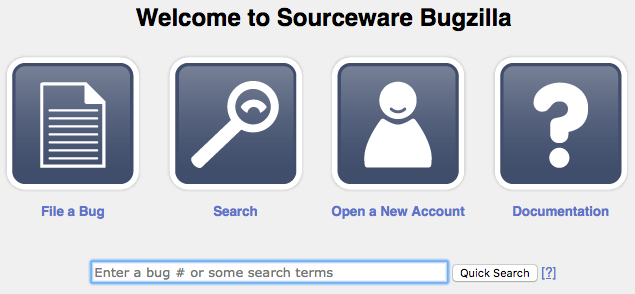 Welcome to Sourceware Bugzilla
File a Bug
Search
Open a New Account
Documentation
Enter a bug # or some search terms
Quick Search
[?]